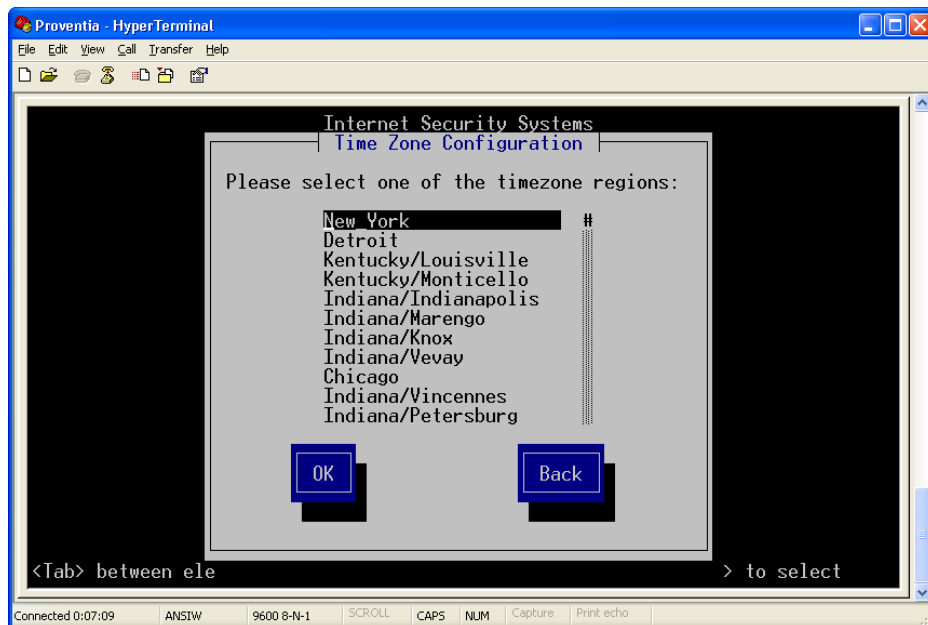 Proventia - HyperTerminal
File Edit View Call Transfer Help
Internet Security Systems
Time Zone Configuration
Please select one of the timezone regions:
New_York #
Detroit
Kentucky/Louisville
Kentucky/Monticello
Indiana/Indianapolis
Indiana/Marengo
Indiana/Knox
Indiana/Vevay
Chicago
Indiana/Vincennes
Indiana/Petersburg
OK Back
<Tab> between ele > to select
Connected 0:07:09 ANSIW 9600 8-N-1 SCROLL CAPS NUM Capture Print echo